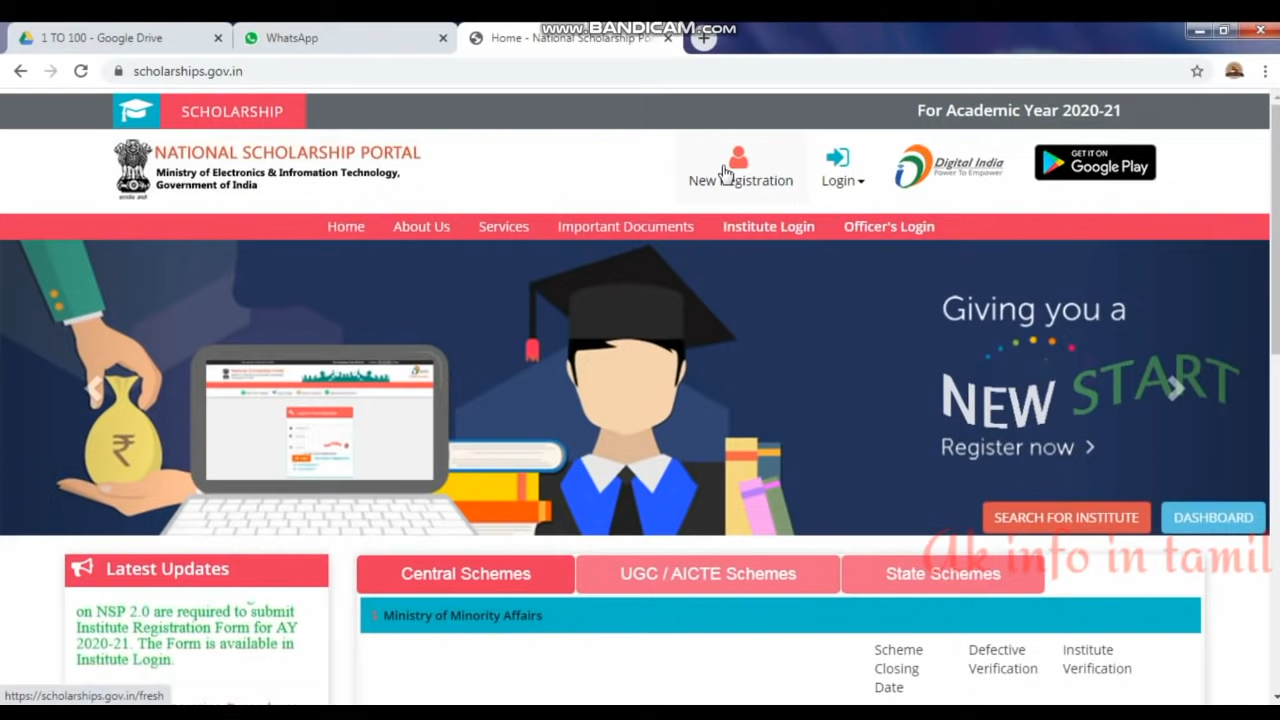 www.BANDICAM.com
1 TO 100 - Google Drive
WhatsApp
Home - National Scholarship Po
scholarships.gov.in
SCHOLARSHIP
For Academic Year 2020-21
NATIONAL SCHOLARSHIP PORTAL
Ministry of Electronics & Infromation Technology,
Government of India
New Registration
Login
Digital India
Power To Empower
GET IT ON
Google Play
Home
About Us
Services
Important Documents
Institute Login
Officer's Login
Giving you a
NEW START
Register now >
SEARCH FOR INSTITUTE
DASHBOARD
Ak info in tamil
Latest Updates
on NSP 2.0 are required to submit
Institute Registration Form for AY
2020-21. The Form is available in
Institute Login.
Central Schemes
UGC / AICTE Schemes
State Schemes
Ministry of Minority Affairs
Scheme
Closing
Date
Defective
Verification
Institute
Verification
https://scholarships.gov.in/fresh